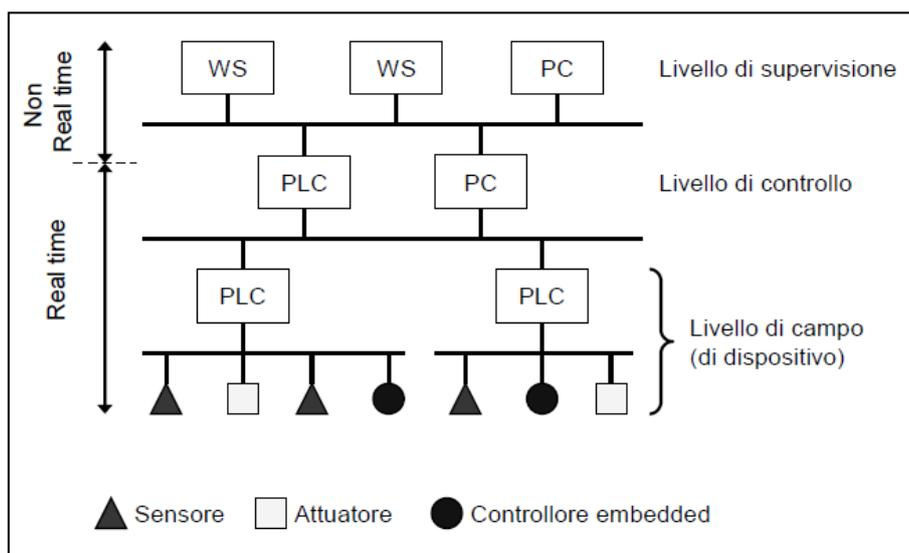 WS
WS
PC
Livello di supervisione
Non
Real time
PLC
PC
Livello di controllo
Real time
PLC
PLC
Livello di campo
(di dispositivo)
Sensore
Attuatore
Controllore embedded